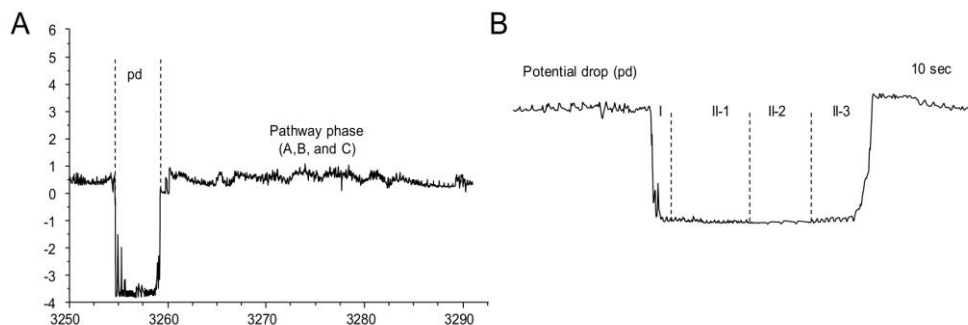 A
6
5
4
3
2
1
0
-1
-2
-3
-4
pd
Pathway phase
(A,B, and C)
3250
3260
3270
3280
3290
B
Potential drop (pd)
10 sec
I
II-1
II-2
II-3